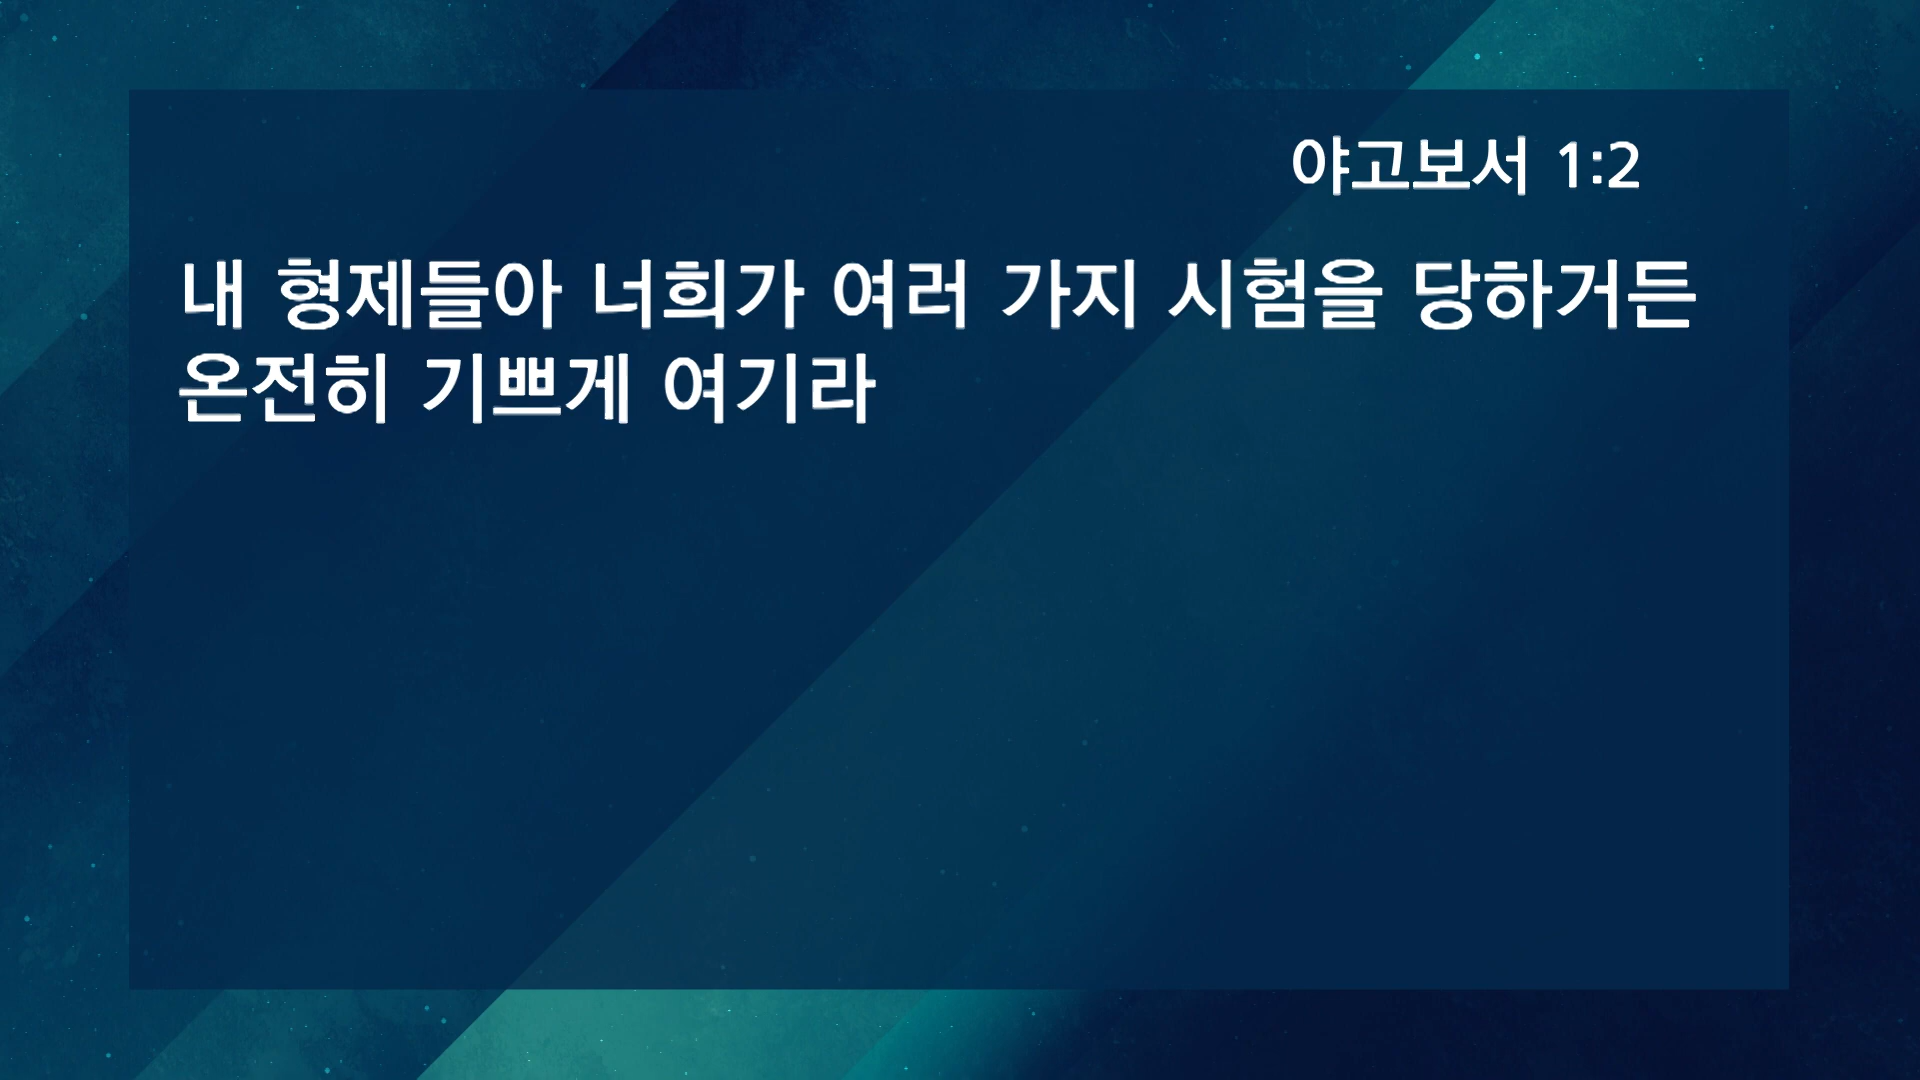 야고보서 1:2
내 형제들아 너희가 여러 가지 시험을 당하거든
온전히 기쁘게 여기라